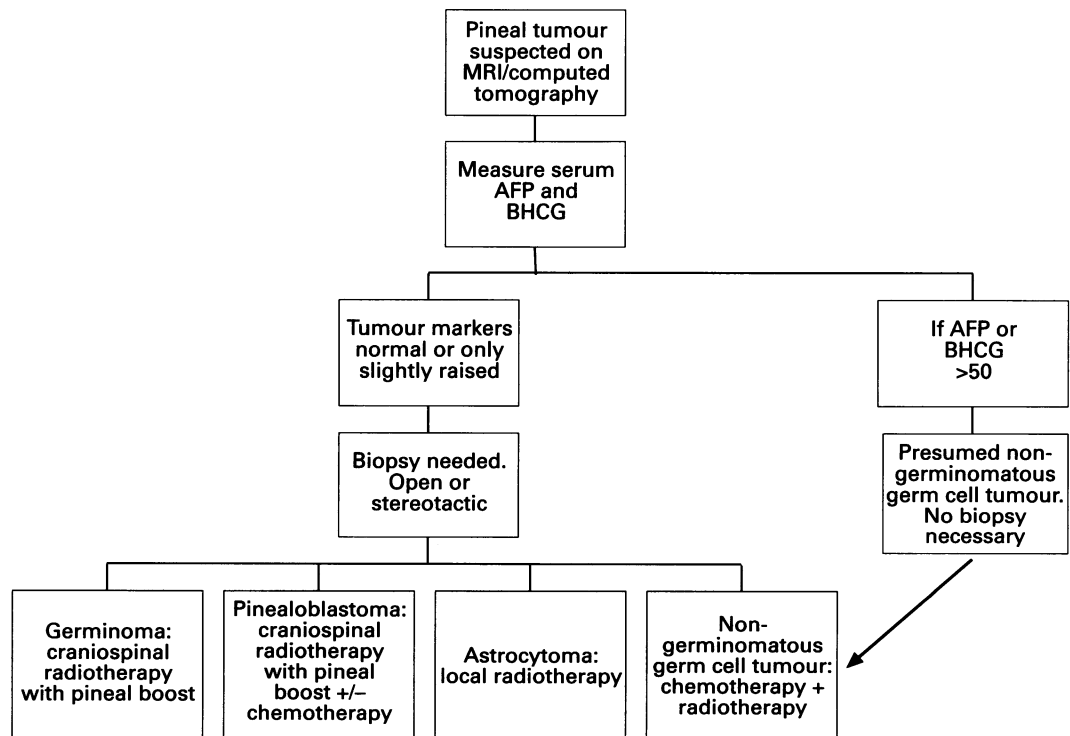 Pineal tumour
suspected on
MRI/computed
tomography
Measure serum
AFP and
BHCG
Tumour markers
normal or only
slightly raised
If AFP or
BHCG
>50
Biopsy needed.
Open or
stereotactic
Presumed non-
germinomatous
germ cell tumour.
No biopsy
necessary
Germinoma:
craniospinal
radiotherapy
with pineal boost
Pinealoblastoma:
craniospinal
radiotherapy
with pineal
boost +/–
chemotherapy
Astrocytoma:
local radiotherapy
Non-
germinomatous
germ cell tumour:
chemotherapy +
radiotherapy